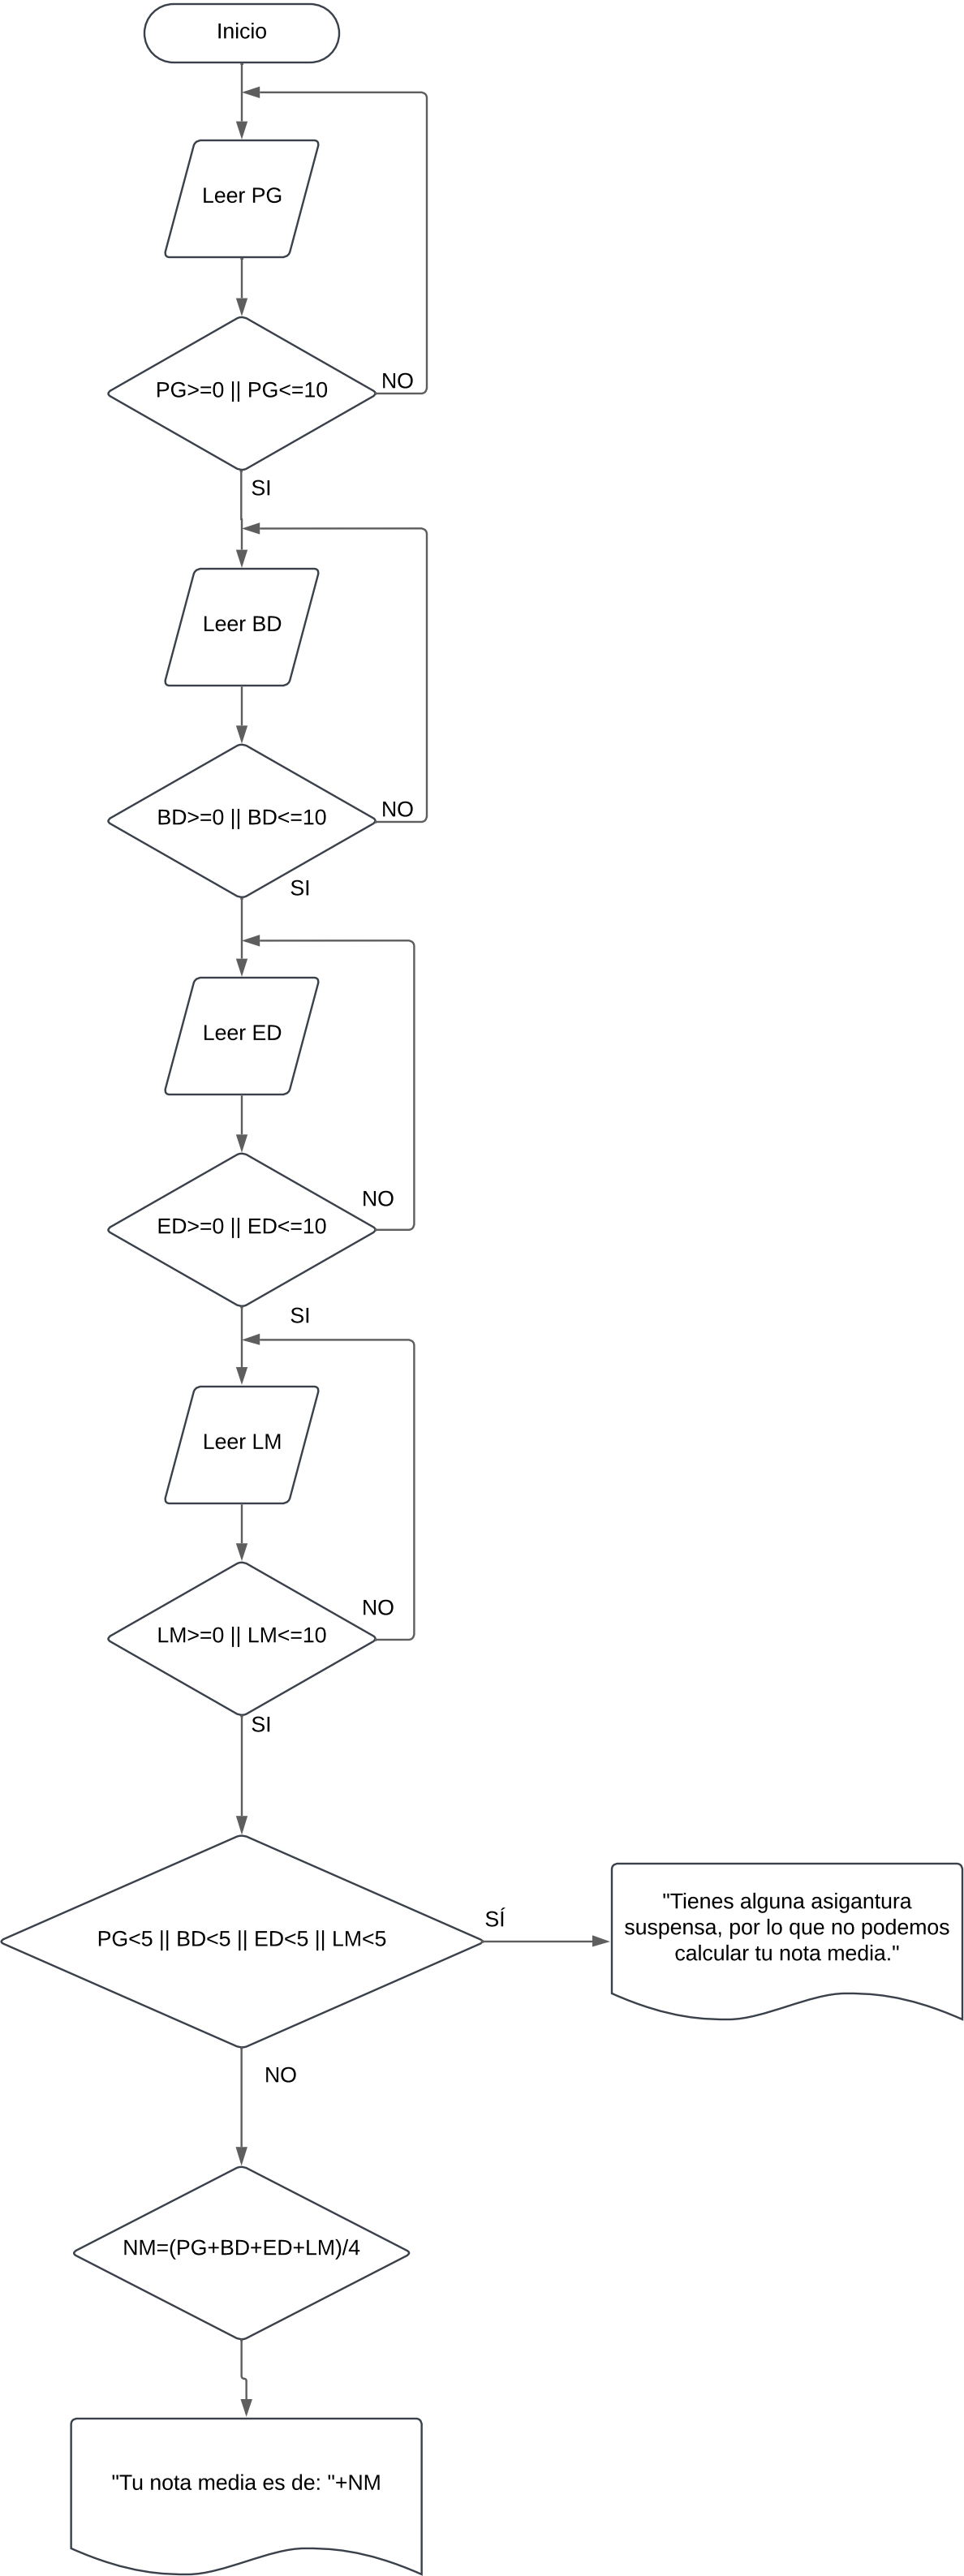 Inicio
Leer PG
PG>=0 || PG<=10
NO
SI
Leer BD
BD>=0 || BD<=10
NO
SI
Leer ED
ED>=0 || ED<=10
NO
SI
Leer LM
LM>=0 || LM<=10
NO
SI
PG<5 || BD<5 || ED<5 || LM<5
SÍ
"Tienes alguna asigantura
suspensa, por lo que no podemos
calcular tu nota media."
NO
NM=(PG+BD+ED+LM)/4
"Tu nota media es de: "+NM